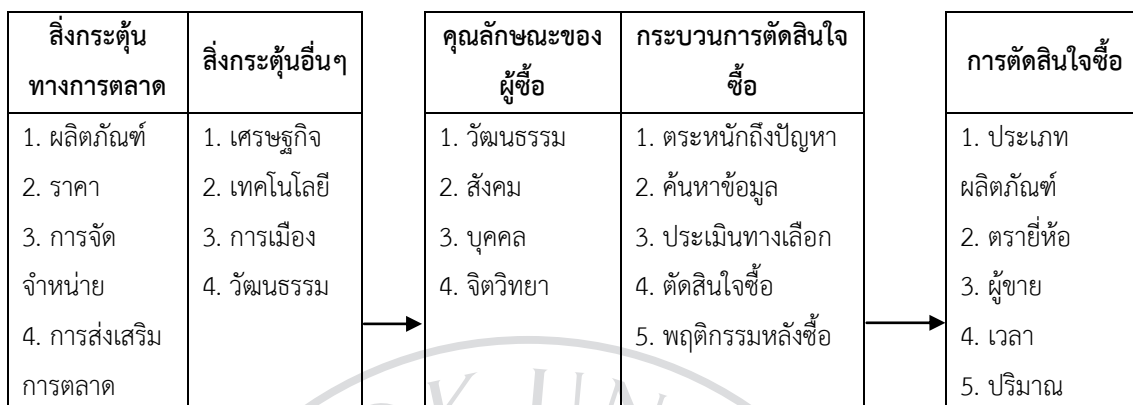 สิ่งกระตุ้น
ทางการตลาด
1. ผลิตภัณฑ์
2. ราคา
3. การจัด
จำหน่าย
4. การส่งเสริม
การตลาด
สิ่งกระตุ้นอื่นๆ
1. เศรษฐกิจ
2. เทคโนโลยี
3. การเมือง
4. วัฒนธรรม
คุณลักษณะของ
ผู้ซื้อ
1. วัฒนธรรม
2. สังคม
3. บุคคล
4. จิตวิทยา
กระบวนการตัดสินใจ
ซื้อ
1. ตระหนักถึงปัญหา
2. ค้นหาข้อมูล
3. ประเมินทางเลือก
4. ตัดสินใจซื้อ
5. พฤติกรรมหลังซื้อ
การตัดสินใจซื้อ
1. ประเภท
ผลิตภัณฑ์
2. ตรายี่ห้อ
3. ผู้ขาย
4. เวลา
5. ปริมาณ